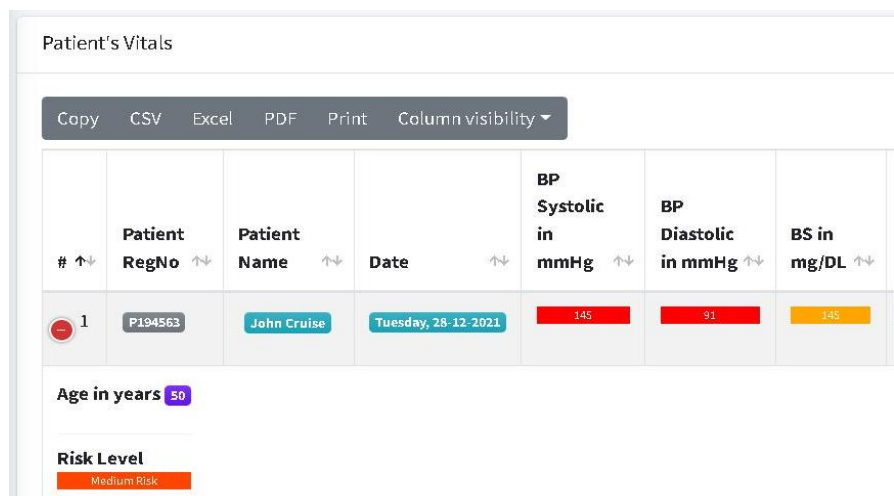 Patient's Vitals
Copy CSV Excel PDF Print Column visibility
# Patient RegNo Patient Name Date BP Systolic in mmHg BP Diastolic in mmHg BS in mg/DL
1 P194563 John Cruise Tuesday, 28-12-2021 145 91 145
Age in years 50
Risk Level
Medium Risk